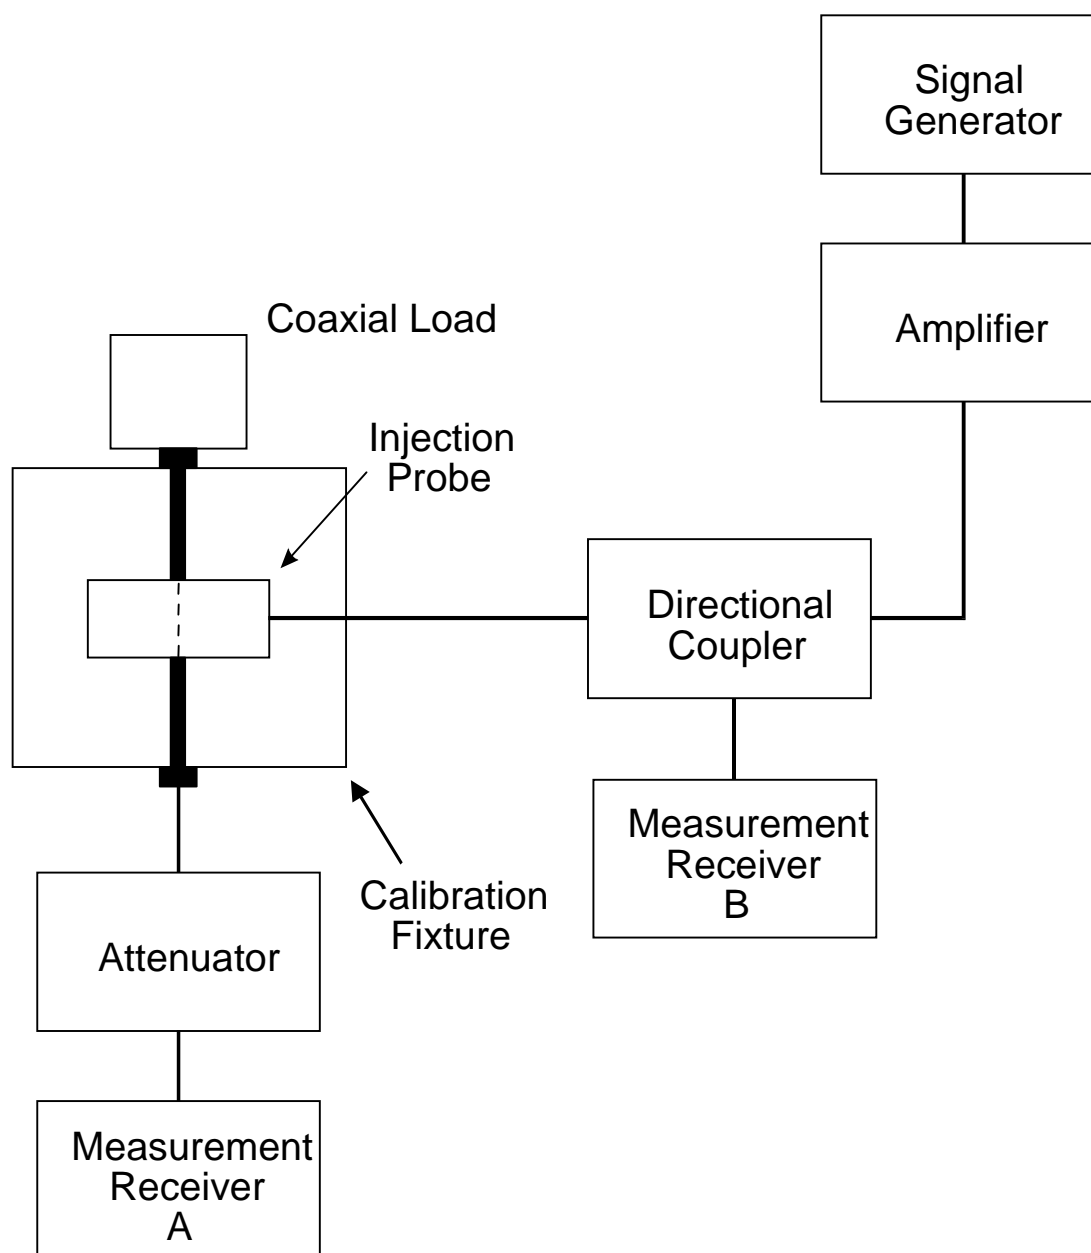 Signal
Generator
Amplifier
Coaxial Load
Injection
Probe
Directional
Coupler
Measurement
Receiver
B
Calibration
Fixture
Attenuator
Measurement
Receiver
A